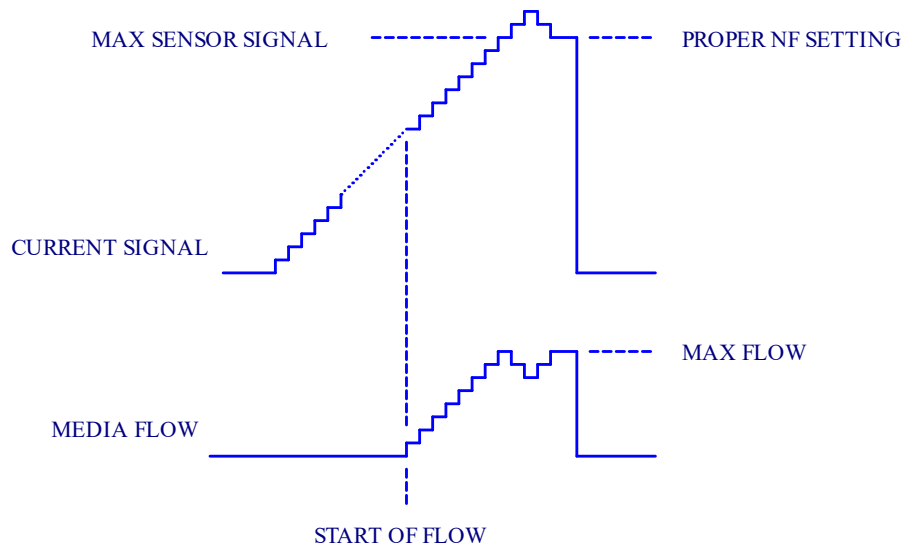 MAX SENSOR SIGNAL
PROPER NF SETTING
CURRENT SIGNAL
MAX FLOW
MEDIA FLOW
START OF FLOW